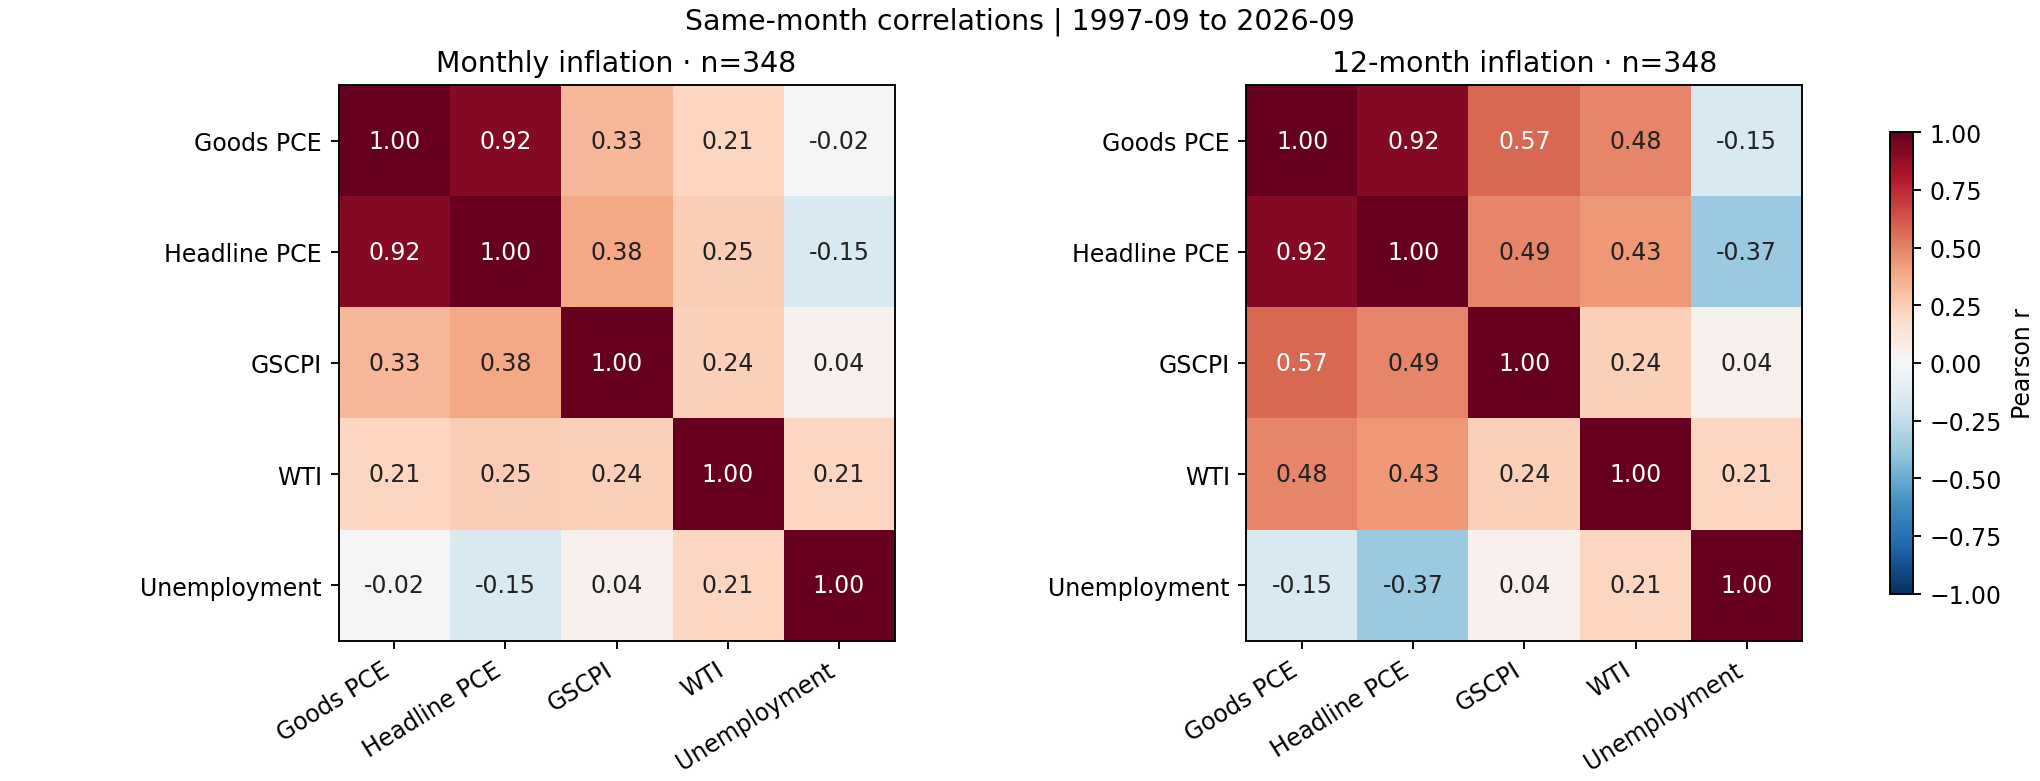 Same-month correlations | 1997-09 to 2026-09
Monthly inflation · n=348
Goods PCE 1.00 0.92 0.33 0.21 -0.02
Headline PCE 0.92 1.00 0.38 0.25 -0.15
GSCPI 0.33 0.38 1.00 0.24 0.04
WTI 0.21 0.25 0.24 1.00 0.21
Unemployment -0.02 -0.15 0.04 0.21 1.00
Goods PCE Headline PCE GSCPI WTI Unemployment
12-month inflation · n=348
Goods PCE 1.00 0.92 0.57 0.48 -0.15
Headline PCE 0.92 1.00 0.49 0.43 -0.37
GSCPI 0.57 0.49 1.00 0.24 0.04
WTI 0.48 0.43 0.24 1.00 0.21
Unemployment -0.15 -0.37 0.04 0.21 1.00
Goods PCE Headline PCE GSCPI WTI Unemployment
1.00
0.75
0.50
0.25
0.00
−0.25
−0.50
−0.75
−1.00
Pearson r